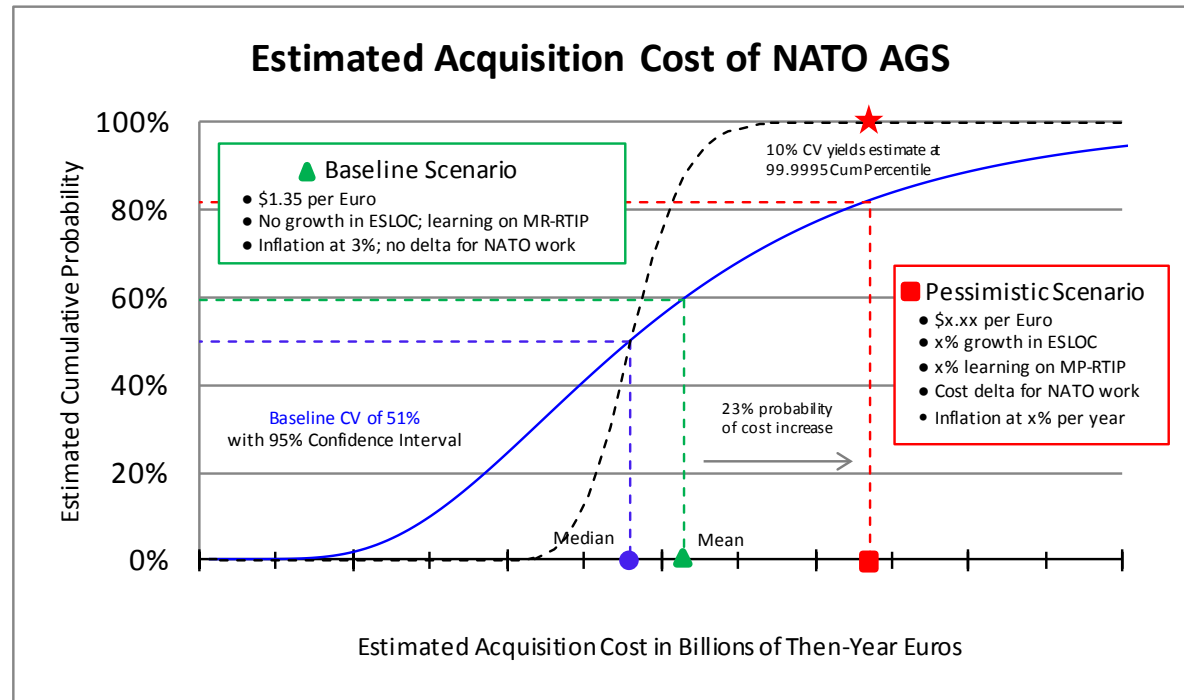 Estimated Acquisition Cost of NATO AGS
Estimated Cumulative Probability
100%
80%
60%
40%
20%
0%
Baseline Scenario
● $1.35 per Euro
● No growth in ESLOC; learning on MR-RTIP
● Inflation at 3%; no delta for NATO work
10% CV yields estimate at
99.9995 Cum Percentile
Pessimistic Scenario
● $x.xx per Euro
● x% growth in ESLOC
● x% learning on MP-RTIP
● Cost delta for NATO work
● Inflation at x% per year
Baseline CV of 51%
with 95% Confidence Interval
23% probability
of cost increase
Median
Mean
Estimated Acquisition Cost in Billions of Then-Year Euros